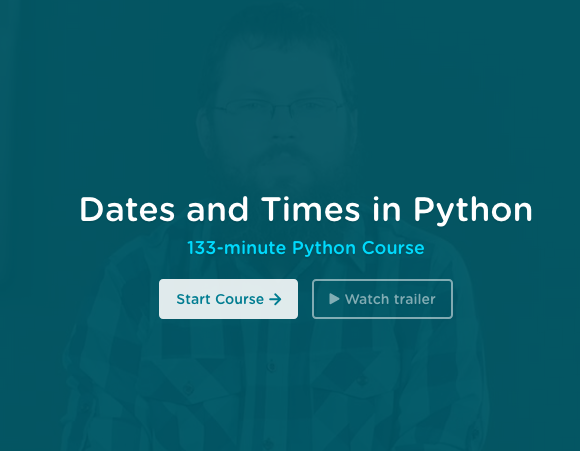 Dates and Times in Python
133-minute Python Course
Start Course → ▶ Watch trailer